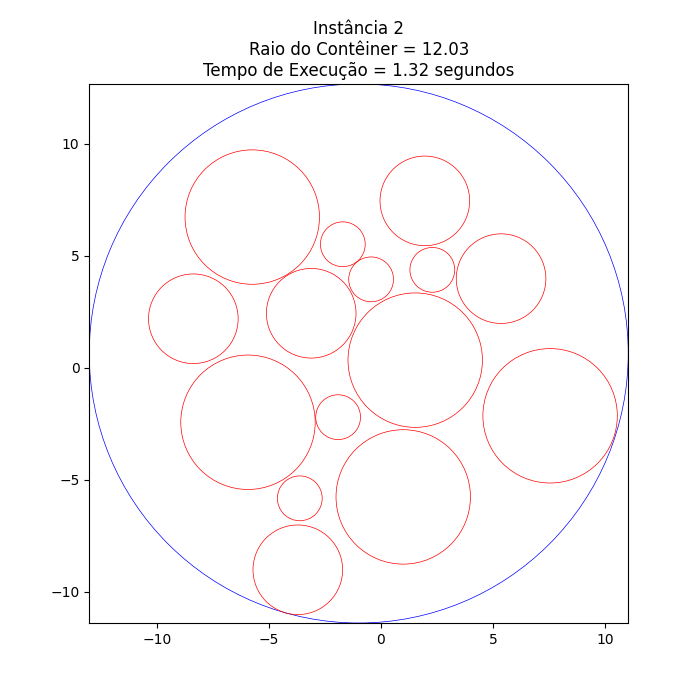 Instância 2
Raio do Contêiner = 12.03
Tempo de Execução = 1.32 segundos
10
5
0
−5
−10
−10 −5 0 5 10